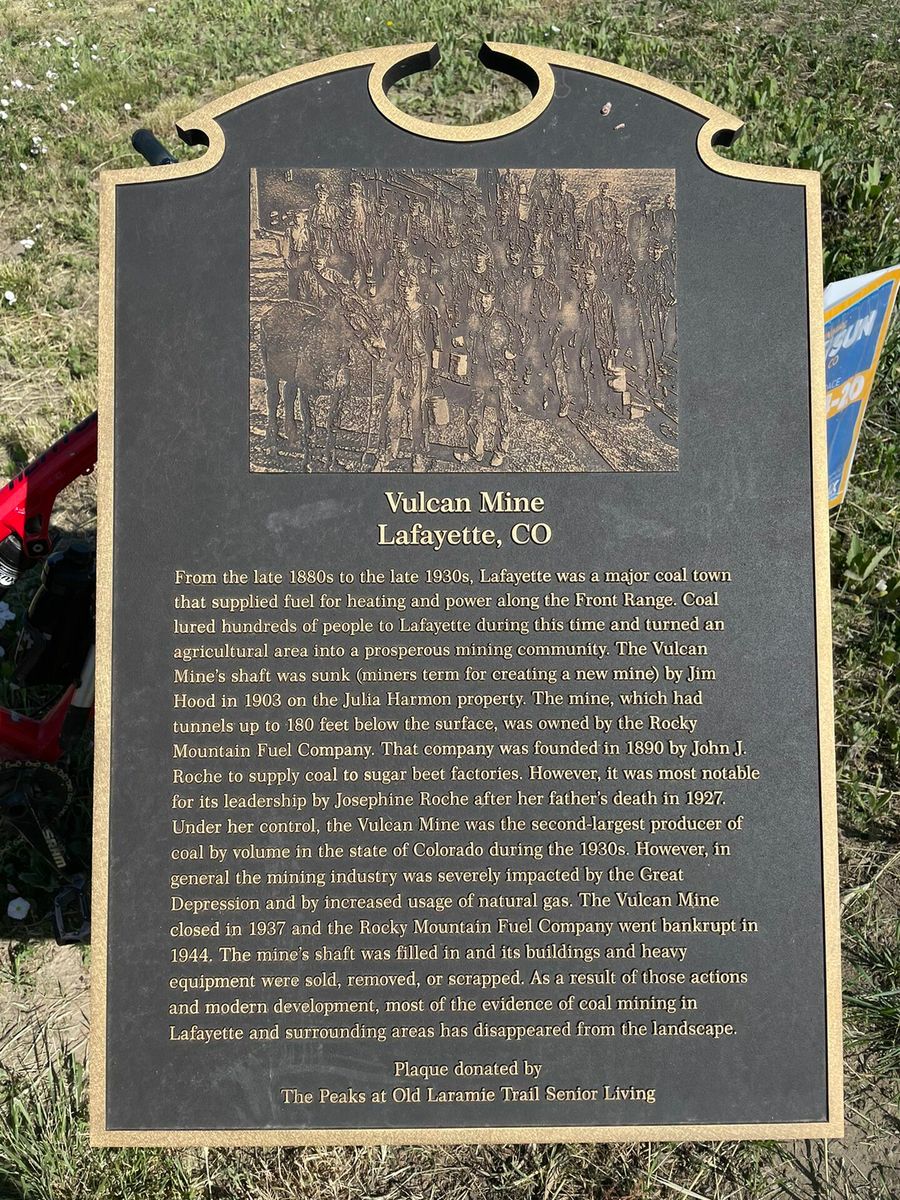 Vulcan Mine
Lafayette, CO
From the late 1880s to the late 1930s, Lafayette was a major coal town
that supplied fuel for heating and power along the Front Range. Coal
lured hundreds of people to Lafayette during this time and turned an
agricultural area into a prosperous mining community. The Vulcan
Mine's shaft was sunk (miners term for creating a new mine) by Jim
Hood in 1903 on the Julia Harmon property. The mine, which had
tunnels up to 180 feet below the surface, was owned by the Rocky
Mountain Fuel Company. That company was founded in 1890 by John J.
Roche to supply coal to sugar beet factories. However, it was most notable
for its leadership by Josephine Roche after her father's death in 1927.
Under her control, the Vulcan Mine was the second-largest producer of
coal by volume in the state of Colorado during the 1930s. However, in
general the mining industry was severely impacted by the Great
Depression and by increased usage of natural gas. The Vulcan Mine
closed in 1937 and the Rocky Mountain Fuel Company went bankrupt in
1944. The mine's shaft was filled in and its buildings and heavy
equipment were sold, removed, or scrapped. As a result of those actions
and modern development, most of the evidence of coal mining in
Lafayette and surrounding areas has disappeared from the landscape.
Plaque donated by
The Peaks at Old Laramie Trail Senior Living
SUN
CO
-20